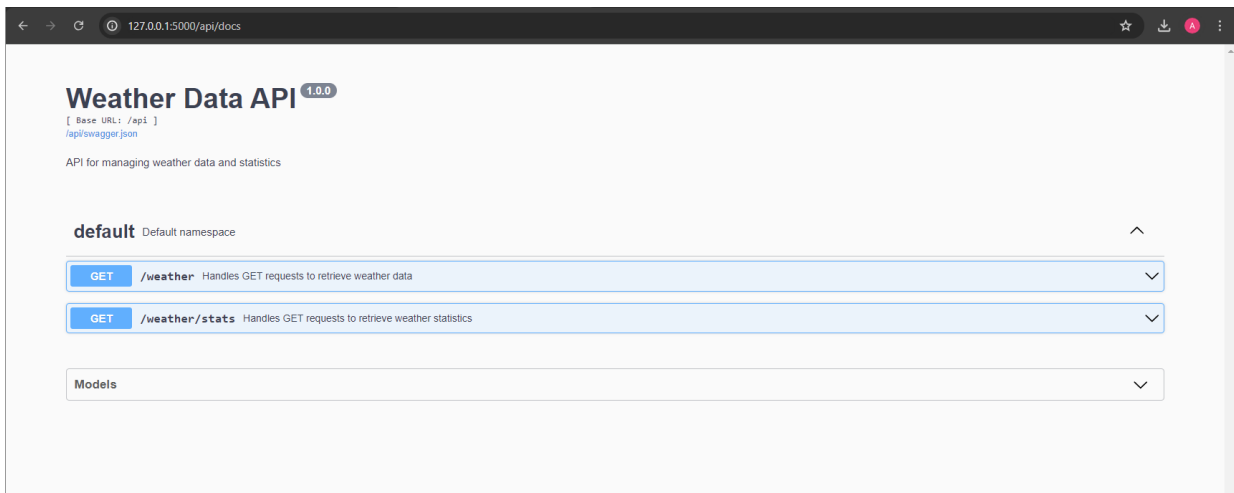 127.0.0.1:5000/api/docs
A
Weather Data API 1.0.0
[ Base URL: /api ]
/api/swagger.json
API for managing weather data and statistics
default Default namespace
GET /weather Handles GET requests to retrieve weather data
GET /weather/stats Handles GET requests to retrieve weather statistics
Models